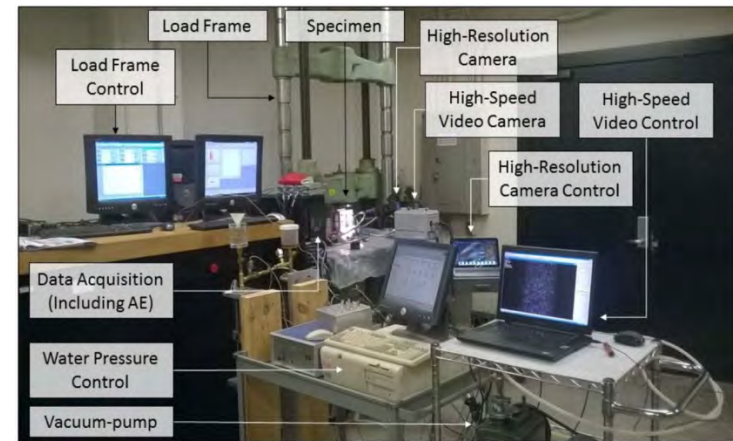 Load Frame
Specimen
High-Resolution
Camera
Load Frame
Control
High-Speed
Video Camera
High-Speed
Video Control
High-Resolution
Camera Control
Data Acquisition
(Including AE)
Water Pressure
Control
Vacuum-pump